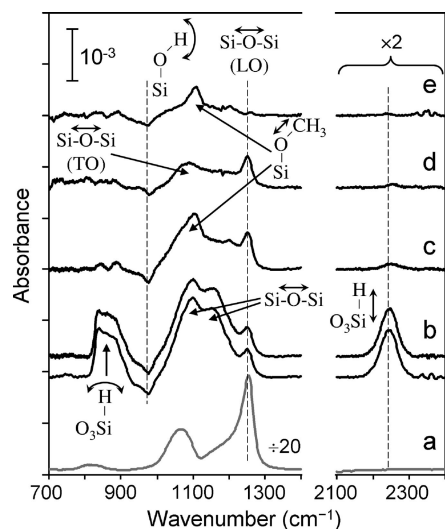 10⁻³
H
O
Si
Si-O-Si
(LO)
×2
e
Si-O-Si
(TO)
O-CH₃
Si
d
c
Si-O-Si
H
O₃Si
b
H
O₃Si
÷20
a
Absorbance
700 900 1100 1300 2100 2300
Wavenumber (cm⁻¹)